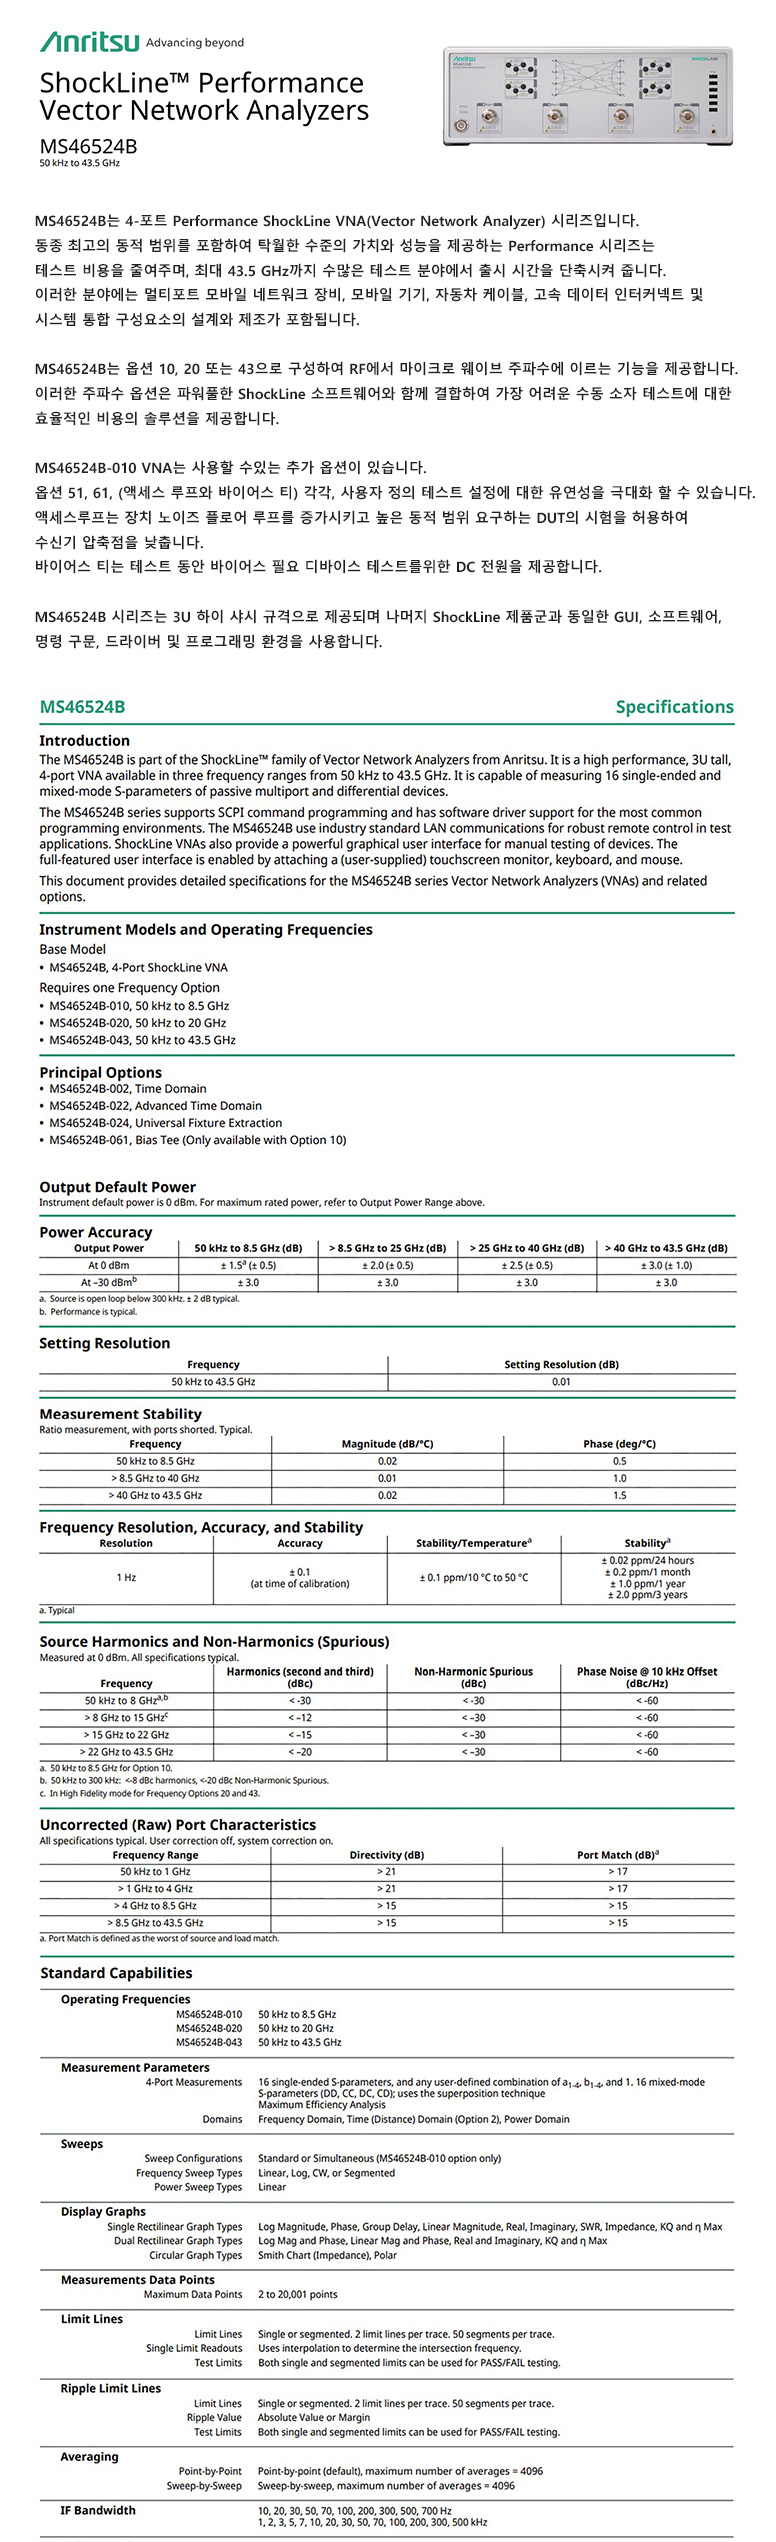 Anritsu Advancing beyond
ShockLine™ Performance
Vector Network Analyzers
MS46524B
50 kHz to 43.5 GHz
MS46524B는 4-포트 Performance ShockLine VNA(Vector Network Analyzer) 시리즈입니다.
동종 최고의 동적 범위를 포함하여 탁월한 수준의 가치와 성능을 제공하는 Performance 시리즈는
테스트 비용을 줄여주며, 최대 43.5 GHz까지 수많은 테스트 분야에서 출시 시간을 단축시켜 줍니다.
이러한 분야에는 멀티포트 모바일 네트워크 장비, 모바일 기기, 자동차 케이블, 고속 데이터 인터커넥트 및
시스템 통합 구성요소의 설계와 제조가 포함됩니다.
MS46524B는 옵션 10, 20 또는 43으로 구성하여 RF에서 마이크로 웨이브 주파수에 이르는 기능을 제공합니다.
이러한 주파수 옵션은 파워풀한 ShockLine 소프트웨어와 함께 결합하여 가장 어려운 수동 소자 테스트에 대한
효율적인 비용의 솔루션을 제공합니다.
MS46524B-010 VNA는 사용할 수있는 추가 옵션이 있습니다.
옵션 51, 61, (액세스 루프와 바이어스 티) 각각, 사용자 정의 테스트 설정에 대한 유연성을 극대화 할 수 있습니다.
액세스루프는 장치 노이즈 플로어 루프를 증가시키고 높은 동적 범위 요구하는 DUT의 시험을 허용하여
수신기 압축점을 낮춥니다.
바이어스 티는 테스트 동안 바이어스 필요 디바이스 테스트를위한 DC 전원을 제공합니다.
MS46524B 시리즈는 3U 하이 샤시 규격으로 제공되며 나머지 ShockLine 제품군과 동일한 GUI, 소프트웨어,
명령 구문, 드라이버 및 프로그래밍 환경을 사용합니다.
MS46524B Specifications
Introduction
The MS46524B is part of the ShockLine™ family of Vector Network Analyzers from Anritsu. It is a high performance, 3U tall,
4-port VNA available in three frequency ranges from 50 kHz to 43.5 GHz. It is capable of measuring 16 single-ended and
mixed-mode S-parameters of passive multiport and differential devices.
The MS46524B series supports SCPI command programming and has software driver support for the most common
programming environments. The MS46524B use industry standard LAN communications for robust remote control in test
applications. ShockLine VNAs also provide a powerful graphical user interface for manual testing of devices. The
full-featured user interface is enabled by attaching a (user-supplied) touchscreen monitor, keyboard, and mouse.
This document provides detailed specifications for the MS46524B series Vector Network Analyzers (VNAs) and related
options.
Instrument Models and Operating Frequencies
Base Model
• MS46524B, 4-Port ShockLine VNA
Requires one Frequency Option
• MS46524B-010, 50 kHz to 8.5 GHz
• MS46524B-020, 50 kHz to 20 GHz
• MS46524B-043, 50 kHz to 43.5 GHz
Principal Options
• MS46524B-002, Time Domain
• MS46524B-022, Advanced Time Domain
• MS46524B-024, Universal Fixture Extraction
• MS46524B-061, Bias Tee (Only available with Option 10)
Output Default Power
Instrument default power is 0 dBm. For maximum rated power, refer to Output Power Range above.
Power Accuracy
Output Power 50 kHz to 8.5 GHz (dB) > 8.5 GHz to 25 GHz (dB) > 25 GHz to 40 GHz (dB) > 40 GHz to 43.5 GHz (dB)
At 0 dBm ± 1.5a (± 0.5) ± 2.0 (± 0.5) ± 2.5 (± 0.5) ± 3.0 (± 1.0)
At –30 dBmb ± 3.0 ± 3.0 ± 3.0 ± 3.0
a. Source is open loop below 300 kHz. ± 2 dB typical.
b. Performance is typical.
Setting Resolution
Frequency Setting Resolution (dB)
50 kHz to 43.5 GHz 0.01
Measurement Stability
Ratio measurement, with ports shorted. Typical.
Frequency Magnitude (dB/°C) Phase (deg/°C)
50 kHz to 8.5 GHz 0.02 0.5
> 8.5 GHz to 40 GHz 0.01 1.0
> 40 GHz to 43.5 GHz 0.02 1.5
Frequency Resolution, Accuracy, and Stability
Resolution Accuracy Stability/Temperaturea Stabilitya
1 Hz ± 0.1 (at time of calibration) ± 0.1 ppm/10 °C to 50 °C ± 0.02 ppm/24 hours
± 0.2 ppm/1 month
± 1.0 ppm/1 year
± 2.0 ppm/3 years
a. Typical
Source Harmonics and Non-Harmonics (Spurious)
Measured at 0 dBm. All specifications typical.
Frequency Harmonics (second and third) (dBc) Non-Harmonic Spurious (dBc) Phase Noise @ 10 kHz Offset (dBc/Hz)
50 kHz to 8 GHza,b < -30 < -30 < -60
> 8 GHz to 15 GHzc < –12 < –30 < -60
> 15 GHz to 22 GHz < –15 < –30 < -60
> 22 GHz to 43.5 GHz < –20 < –30 < -60
a. 50 kHz to 8.5 GHz for Option 10.
b. 50 kHz to 300 kHz: <-8 dBc harmonics, <-20 dBc Non-Harmonic Spurious.
c. In High Fidelity mode for Frequency Options 20 and 43.
Uncorrected (Raw) Port Characteristics
All specifications typical. User correction off, system correction on.
Frequency Range Directivity (dB) Port Match (dB)a
50 kHz to 1 GHz > 21 > 17
> 1 GHz to 4 GHz > 21 > 17
> 4 GHz to 8.5 GHz > 15 > 15
> 8.5 GHz to 43.5 GHz > 15 > 15
a. Port Match is defined as the worst of source and load match.
Standard Capabilities
Operating Frequencies
MS46524B-010 50 kHz to 8.5 GHz
MS46524B-020 50 kHz to 20 GHz
MS46524B-043 50 kHz to 43.5 GHz
Measurement Parameters
4-Port Measurements 16 single-ended S-parameters, and any user-defined combination of a1-4, b1-4, and 1. 16 mixed-mode
S-parameters (DD, CC, DC, CD); uses the superposition technique
Maximum Efficiency Analysis
Domains Frequency Domain, Time (Distance) Domain (Option 2), Power Domain
Sweeps
Sweep Configurations Standard or Simultaneous (MS46524B-010 option only)
Frequency Sweep Types Linear, Log, CW, or Segmented
Power Sweep Types Linear
Display Graphs
Single Rectilinear Graph Types Log Magnitude, Phase, Group Delay, Linear Magnitude, Real, Imaginary, SWR, Impedance, KQ and η Max
Dual Rectilinear Graph Types Log Mag and Phase, Linear Mag and Phase, Real and Imaginary, KQ and η Max
Circular Graph Types Smith Chart (Impedance), Polar
Measurements Data Points
Maximum Data Points 2 to 20,001 points
Limit Lines
Limit Lines Single or segmented. 2 limit lines per trace. 50 segments per trace.
Single Limit Readouts Uses interpolation to determine the intersection frequency.
Test Limits Both single and segmented limits can be used for PASS/FAIL testing.
Ripple Limit Lines
Limit Lines Single or segmented. 2 limit lines per trace. 50 segments per trace.
Ripple Value Absolute Value or Margin
Test Limits Both single and segmented limits can be used for PASS/FAIL testing.
Averaging
Point-by-Point Point-by-point (default), maximum number of averages = 4096
Sweep-by-Sweep Sweep-by-sweep, maximum number of averages = 4096
IF Bandwidth 10, 20, 30, 50, 70, 100, 200, 300, 500, 700 Hz
1, 2, 3, 5, 7, 10, 20, 30, 50, 70, 100, 200, 300, 500 kHz